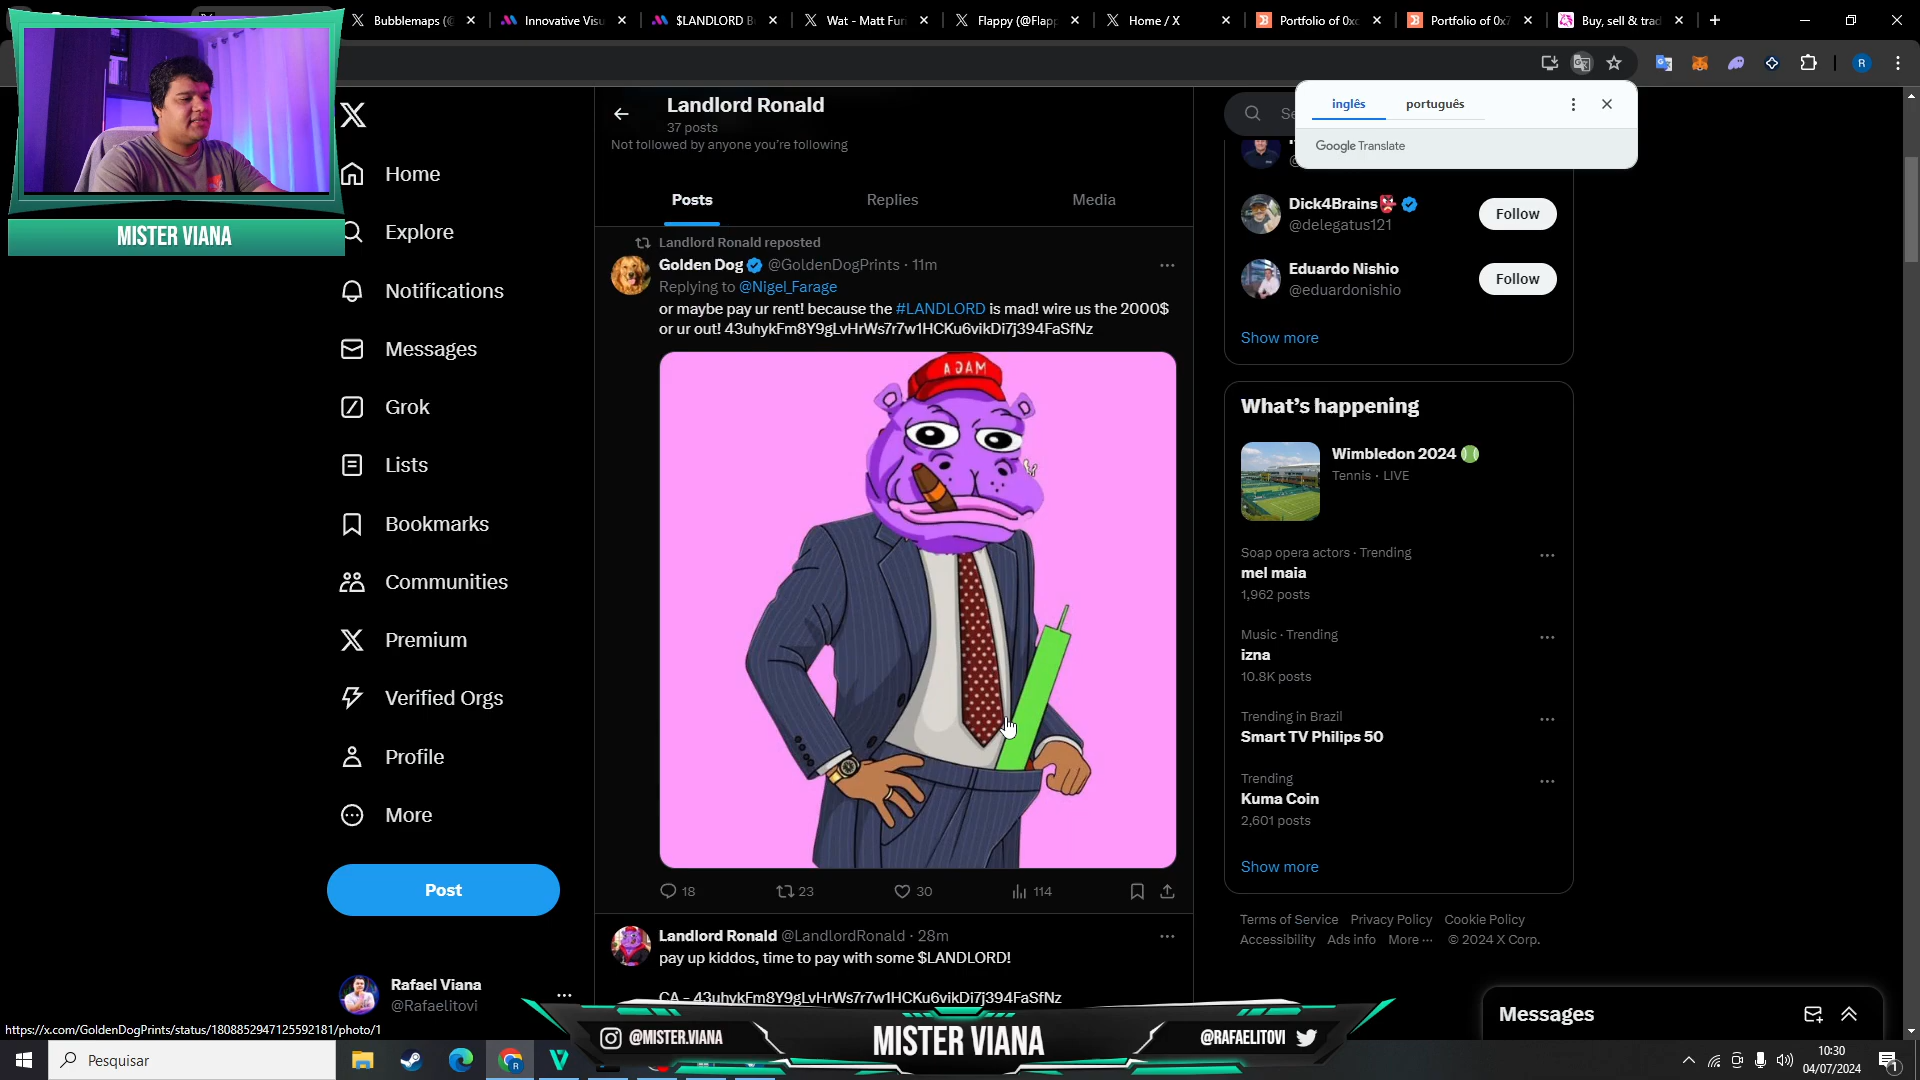 Bubblemaps (@
Innovative Visu
$LANDLORD B
Wat - Matt Furi
Flappy (@Flap
Home / X
Portfolio of 0xc
Portfolio of 0x7
Buy, sell & trad
inglês
português
Google Translate
R
MISTER VIANA
Home
Explore
Notifications
Messages
Grok
Lists
Bookmarks
Communities
Premium
Verified Orgs
Profile
More
Post
Rafael Viana
@Rafaelitovi
Landlord Ronald
37 posts
Not followed by anyone you're following
Posts
Replies
Media
Landlord Ronald reposted
Golden Dog @GoldenDogPrints · 11m
Replying to @Nigel_Farage
or maybe pay ur rent! because the #LANDLORD is mad! wire us the 2000$
or ur out! 43uhykFm8Y9gLvHrWs7r7w1HCKu6vikDi7j394FaSfNz
18
23
30
114
Landlord Ronald @LandlordRonald · 28m
pay up kiddos, time to pay with some $LANDLORD!
CA - 43uhykFm8Y9gLvHrWs7r7w1HCKu6vikDi7j394FaSfNz
Dick4Brains
@delegatus121
Follow
Eduardo Nishio
@eduardonishio
Follow
Show more
What's happening
Wimbledon 2024
Tennis · LIVE
Soap opera actors · Trending
mel maia
1,962 posts
Music · Trending
izna
10.8K posts
Trending in Brazil
Smart TV Philips 50
Trending
Kuma Coin
2,601 posts
Show more
Terms of Service Privacy Policy Cookie Policy
Accessibility Ads info More ··· © 2024 X Corp.
Messages
https://x.com/GoldenDogPrints/status/1808852947125592181/photo/1
@MISTER.VIANA
MISTER VIANA
@RAFAELITOVI
Pesquisar
10:30
04/07/2024
1